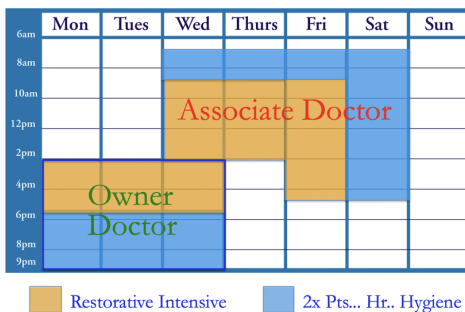 Mon Tues Wed Thurs Fri Sat Sun
6am
8am
10am
Associate Doctor
12pm
2pm
4pm
Owner
Doctor
6pm
8pm
9pm
Restorative Intensive 2x Pts... Hr.. Hygiene